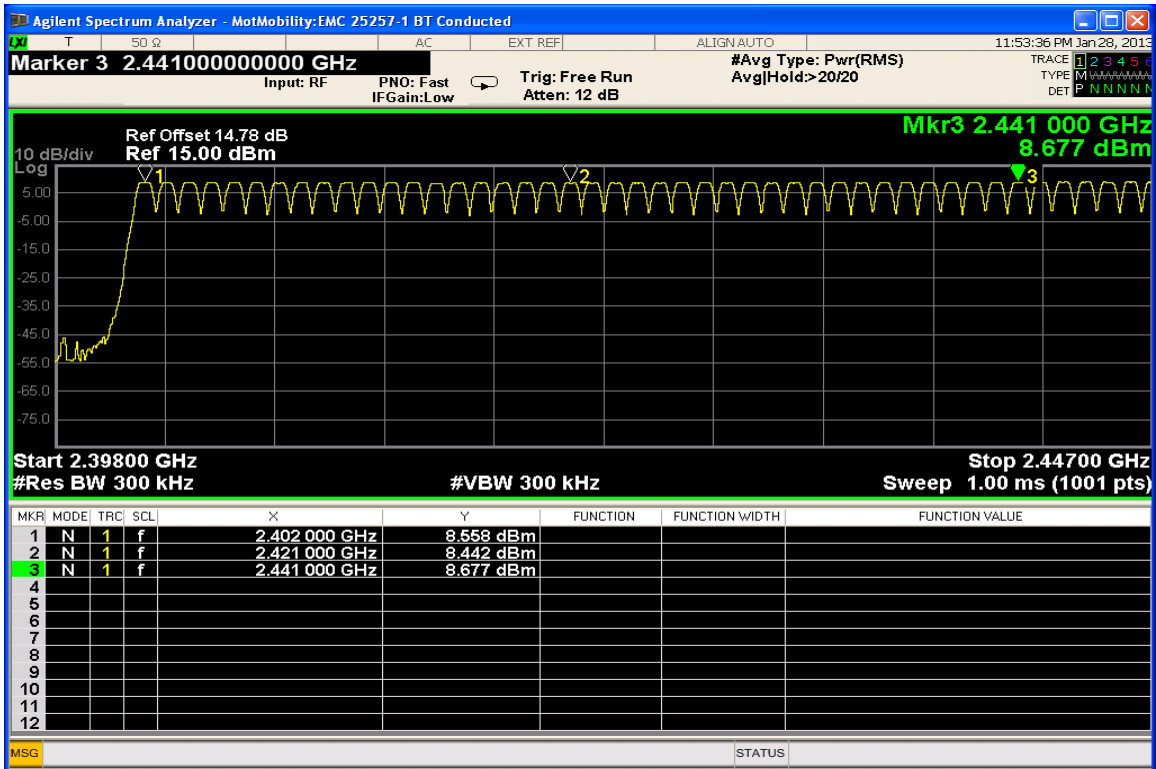 Agilent Spectrum Analyzer - MotMobility:EMC 25257-1 BT Conducted
LXI T 50 Ω AC EXT REF ALIGN AUTO 11:53:36 PM Jan 28, 2013
Marker 3 2.441000000000 GHz
Input: RF PNO: Fast IFGain:Low Trig: Free Run Atten: 12 dB
#Avg Type: Pwr(RMS)
Avg|Hold:>20/20
TRACE 1 2 3 4 5 6
TYPE M
DET P N N N N N
Mkr3 2.441 000 GHz
8.677 dBm
Ref Offset 14.78 dB
10 dB/div Ref 15.00 dBm
Log
1 2 3
5.00
-5.00
-15.0
-25.0
-35.0
-45.0
-55.0
-65.0
-75.0
Start 2.39800 GHz Stop 2.44700 GHz
#Res BW 300 kHz #VBW 300 kHz Sweep 1.00 ms (1001 pts)
MKR MODE TRC SCL X Y FUNCTION FUNCTION WIDTH FUNCTION VALUE
1 N 1 f 2.402 000 GHz 8.558 dBm
2 N 1 f 2.421 000 GHz 8.442 dBm
3 N 1 f 2.441 000 GHz 8.677 dBm
4
5
6
7
8
9
10
11
12
MSG STATUS